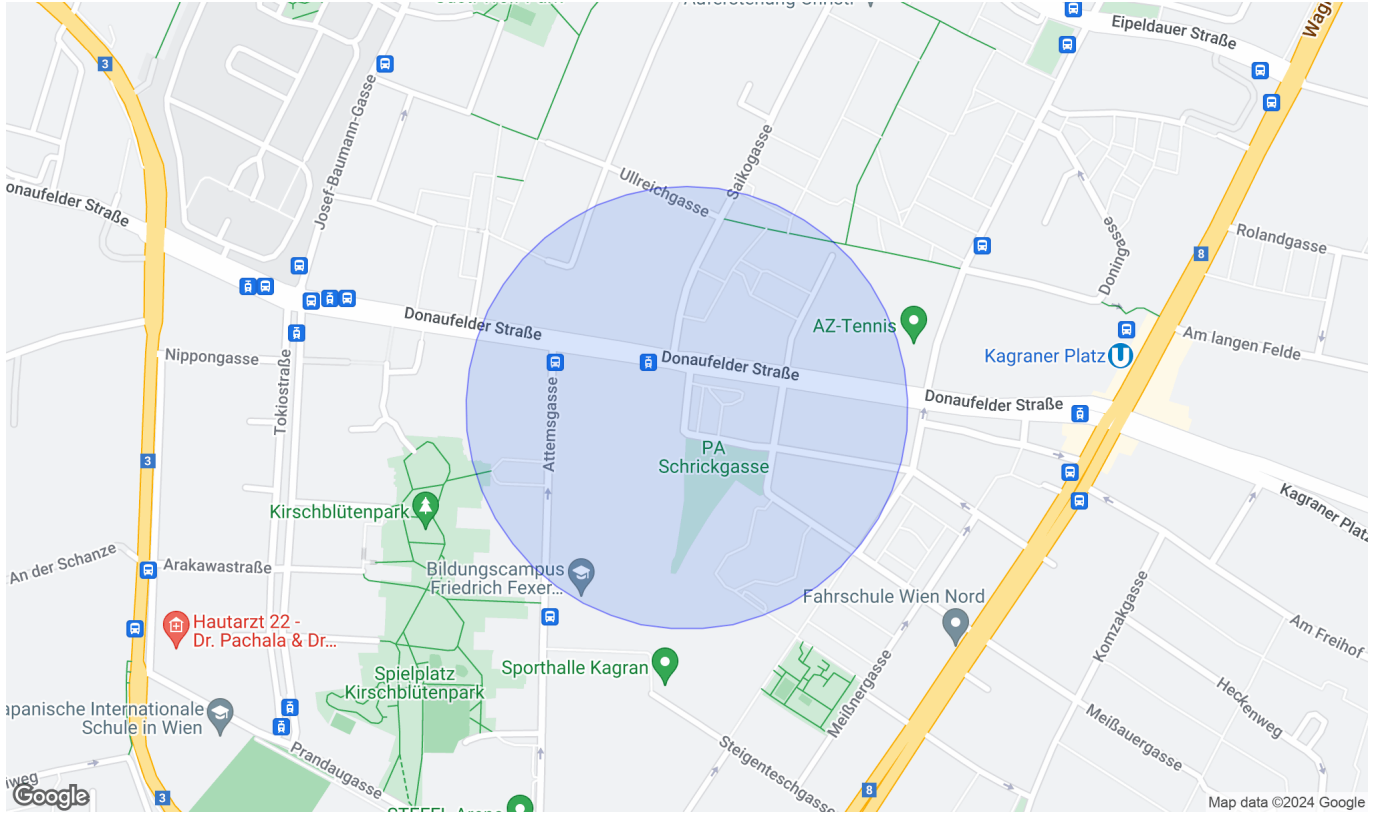 Eipeldauer Straße
3
Josef-Baumann-Gasse
Saikogasse
Ullreichgasse
onaufelder Straße
Doningasse
Rolandgasse
8
Donaufelder Straße
AZ-Tennis
Am langen Felde
Kagraner Platz
Nippongasse
Donaufelder Straße
Tokiostraße
Attemsgasse
Donaufelder Straße
PA
Schrickgasse
3
Kirschblütenpark
Kagraner Platz
An der Schanze
Arakawastraße
Bildungscampus
Friedrich Fexer...
Fahrschule Wien Nord
Komzakgasse
Hautarzt 22 -
Dr. Pachala & Dr...
Am Freihof
Sporthalle Kagran
Spielplatz
Kirschblütenpark
Meißnergasse
Heckenweg
apanische Internationale
Schule in Wien
Meißauergasse
Prandaugasse
Steigenteschgasse
8
3
Google
Map data ©2024 Google